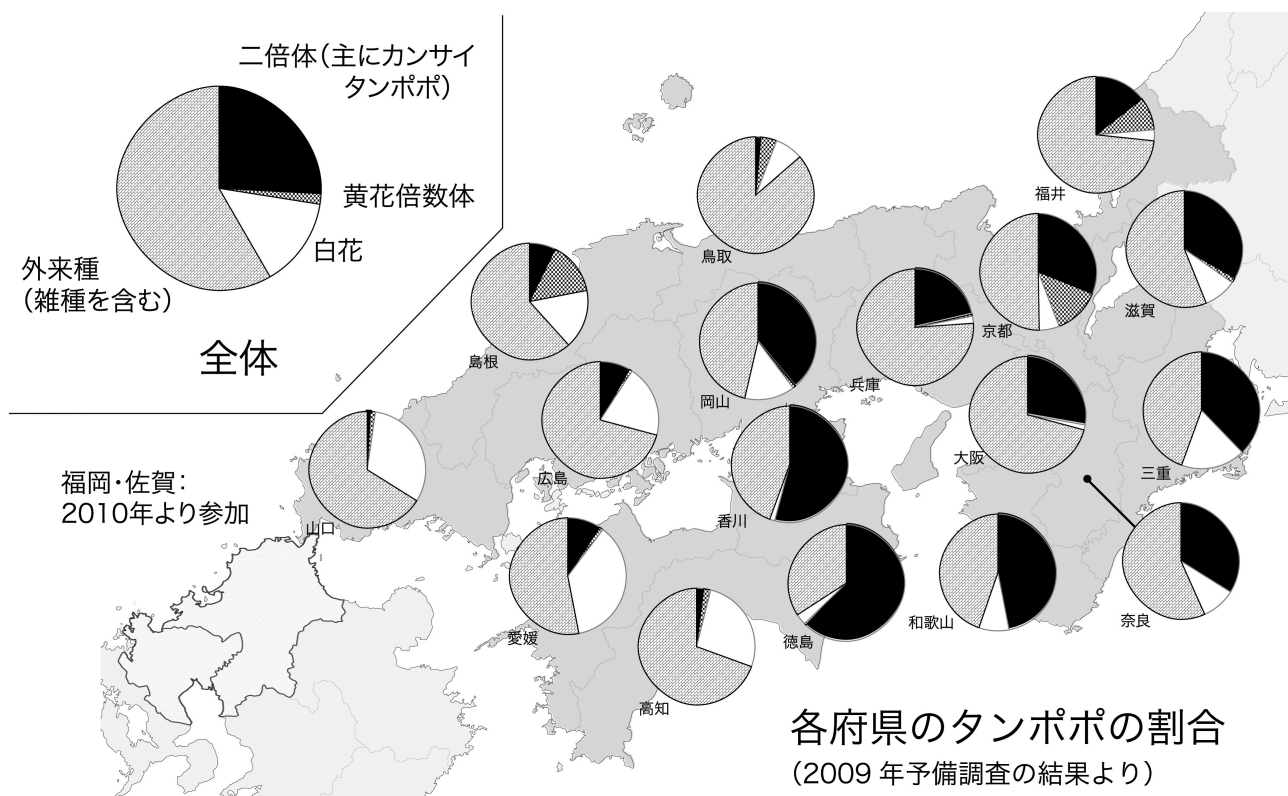 二倍体（主にカンサイ
タンポポ）
黄花倍数体
白花
外来種
（雑種を含む）
全体
福岡・佐賀：
2010年より参加
福井
鳥取
滋賀
京都
島根
兵庫
岡山
大阪
三重
広島
香川
山口
和歌山
奈良
愛媛
徳島
高知
各府県のタンポポの割合
（2009 年予備調査の結果より）